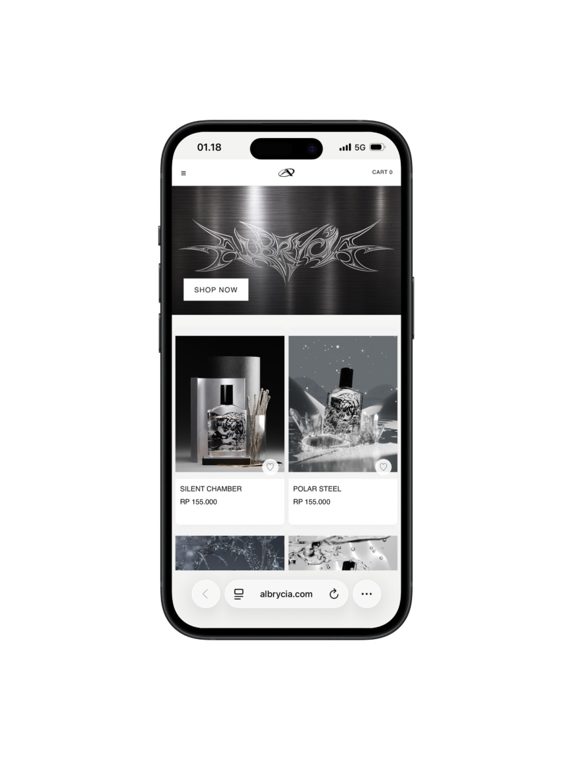 01.18
5G
CART 0
ALBRYCIA
SHOP NOW
SILENT CHAMBER
RP 155.000
POLAR STEEL
RP 155.000
albrycia.com